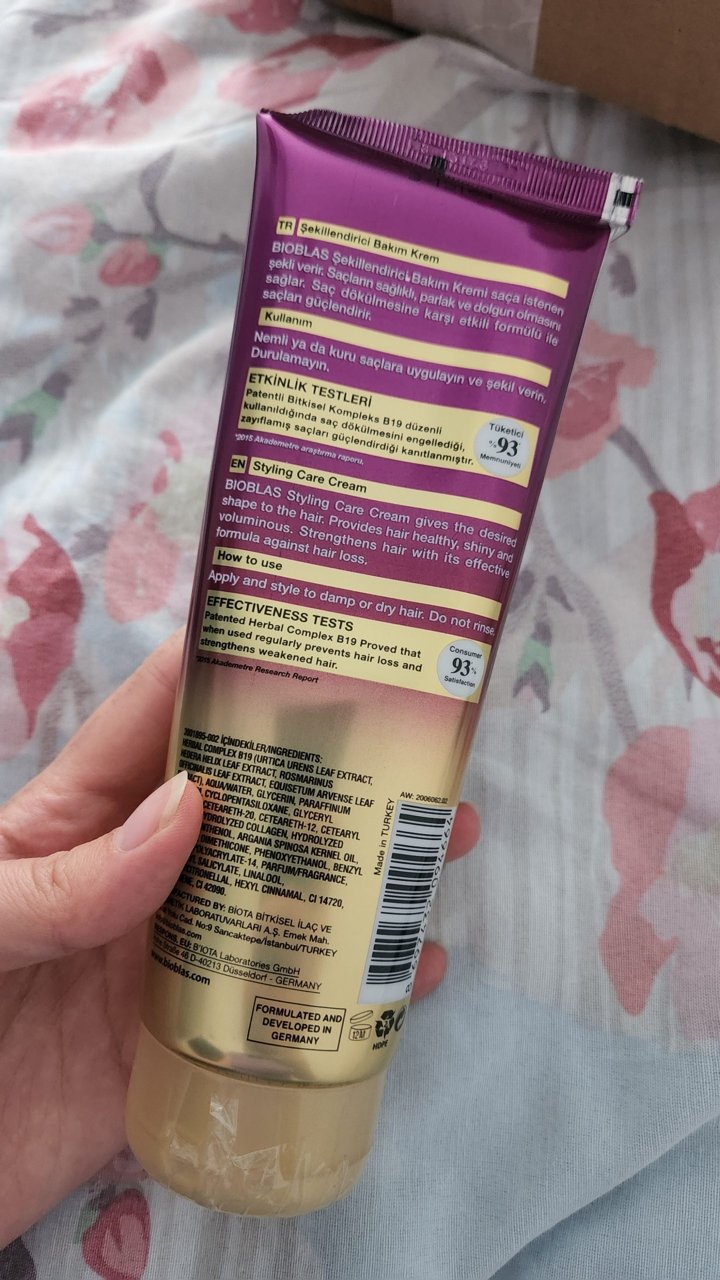 TR Şekillendirici Bakım Krem
BIOBLAS Şekillendirici Bakım Kremi saça istenen
şekli verir. Saçların sağlıklı, parlak ve dolgun olmasını
sağlar. Saç dökülmesine karşı etkili formülü ile
saçları güçlendirir.
Kullanım
Nemli ya da kuru saçlara uygulayın ve şekil verin.
Durulamayın.
ETKİNLİK TESTLERİ
Patentli Bitkisel Kompleks B19 düzenli
kullanıldığında saç dökülmesini engellediği,
zayıflamış saçları güçlendirdiği kanıtlanmıştır.
Tüketici
%93*
Memnuniyeti
*2015 Akademetre araştırma raporu.
EN Styling Care Cream
BIOBLAS Styling Care Cream gives the desired
shape to the hair. Provides hair healthy, shiny and
voluminous. Strengthens hair with its effective
formula against hair loss.
How to use
Apply and style to damp or dry hair. Do not rinse.
EFFECTIVENESS TESTS
Patented Herbal Complex B19 Proved that
when used regularly prevents hair loss and
strengthens weakened hair.
Consumer
93*%
Satisfaction
*2015 Akademetre Research Report
3001895-002 İÇİNDEKİLER/INGREDIENTS:
HERBAL COMPLEX B19 (URTICA URENS LEAF EXTRACT,
HEDERA HELIX LEAF EXTRACT, ROSMARINUS
OFFICINALIS LEAF EXTRACT, EQUISETUM ARVENSE LEAF
AQUA/WATER, GLYCERIN, PARAFFINUM
CYCLOPENTASILOXANE, GLYCERYL
CETEARETH-20, CETEARETH-12, CETEARYL
HYDROLYZED COLLAGEN, HYDROLYZED
ARGANIA SPINOSA KERNEL OIL,
PHENOXYETHANOL, BENZYL
PARFUM/FRAGRANCE,
SALICYLATE, LINALOOL,
HEXYL CINNAMAL, CI 14720,
CI 42090.
BY: BİOTA BİTKİSEL İLAÇ VE
LABORATUVARLARI A.Ş. Emek Mah.
Cad. No:9 Sancaktepe/İstanbul/TURKEY
EU: B'IOTA Laboratories GmbH
46 D-40213 Düsseldorf - GERMANY
www.bioblas.com
AW: 2006062.02
Made in TURKEY
FORMULATED AND
DEVELOPED IN
GERMANY
12M
HDPE